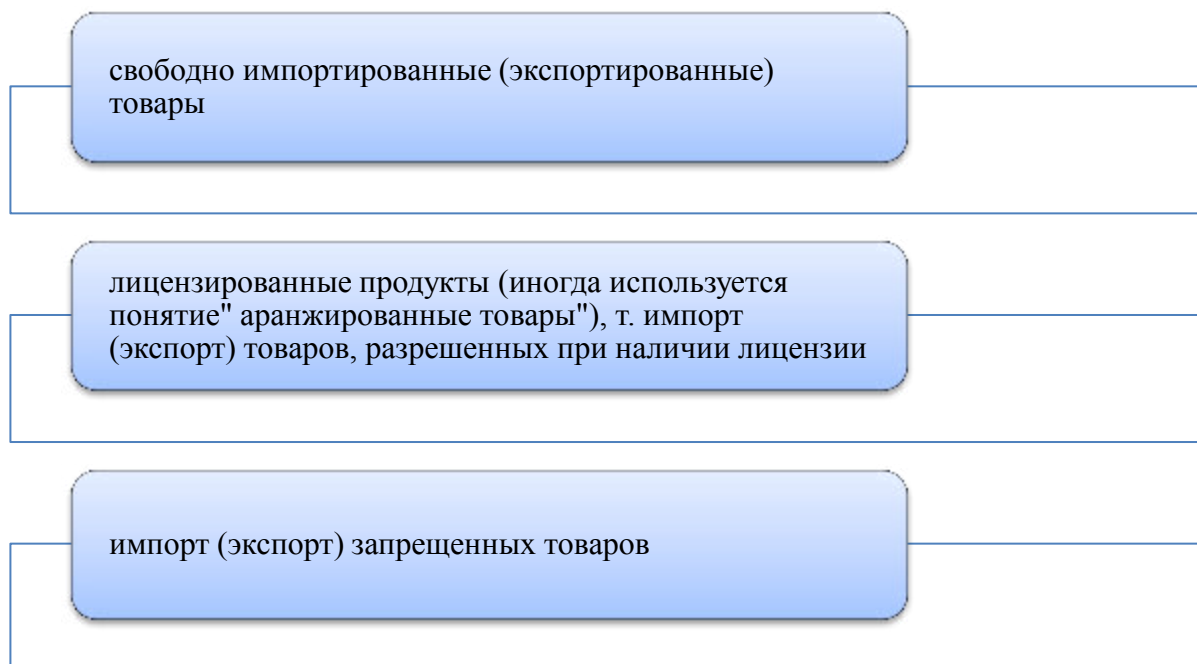 свободно импортированные (экспортированные)
товары
лицензированные продукты (иногда используется
понятие" аранжированные товары"), т. импорт
(экспорт) товаров, разрешенных при наличии лицензии
импорт (экспорт) запрещенных товаров